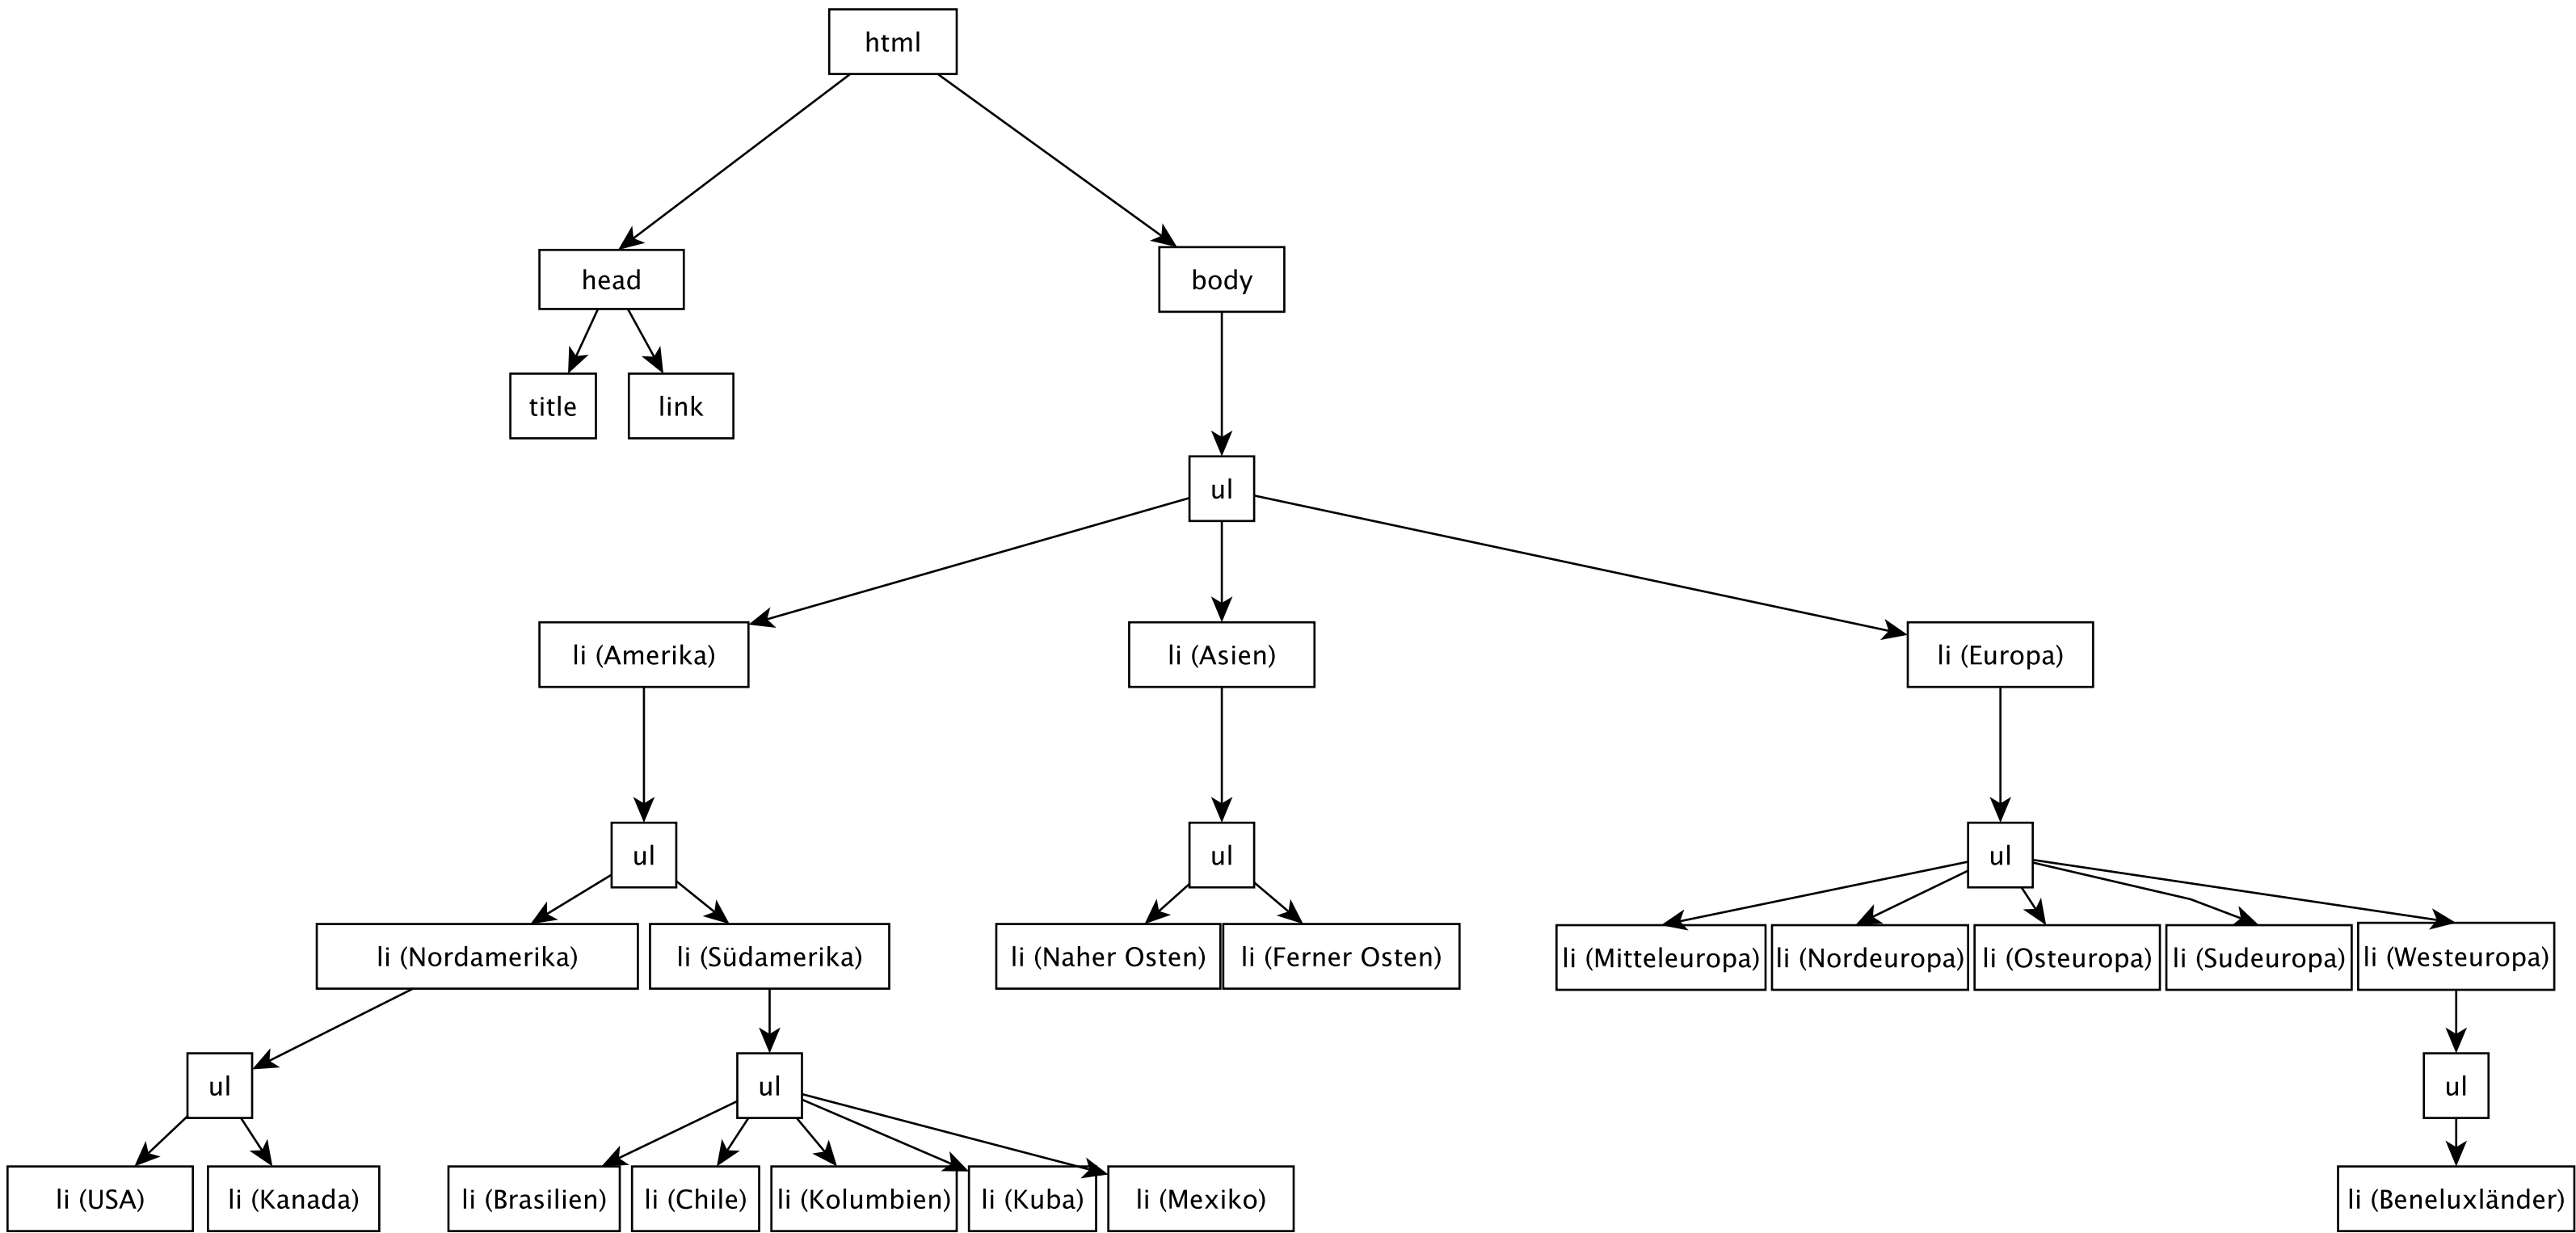 html
head
body
title
link
ul
li (Amerika)
li (Asien)
li (Europa)
ul
ul
ul
li (Nordamerika)
li (Südamerika)
li (Naher Osten)
li (Ferner Osten)
li (Mitteleuropa)
li (Nordeuropa)
li (Osteuropa)
li (Sudeuropa)
li (Westeuropa)
ul
ul
ul
li (USA)
li (Kanada)
li (Brasilien)
li (Chile)
li (Kolumbien)
li (Kuba)
li (Mexiko)
li (Beneluxländer)